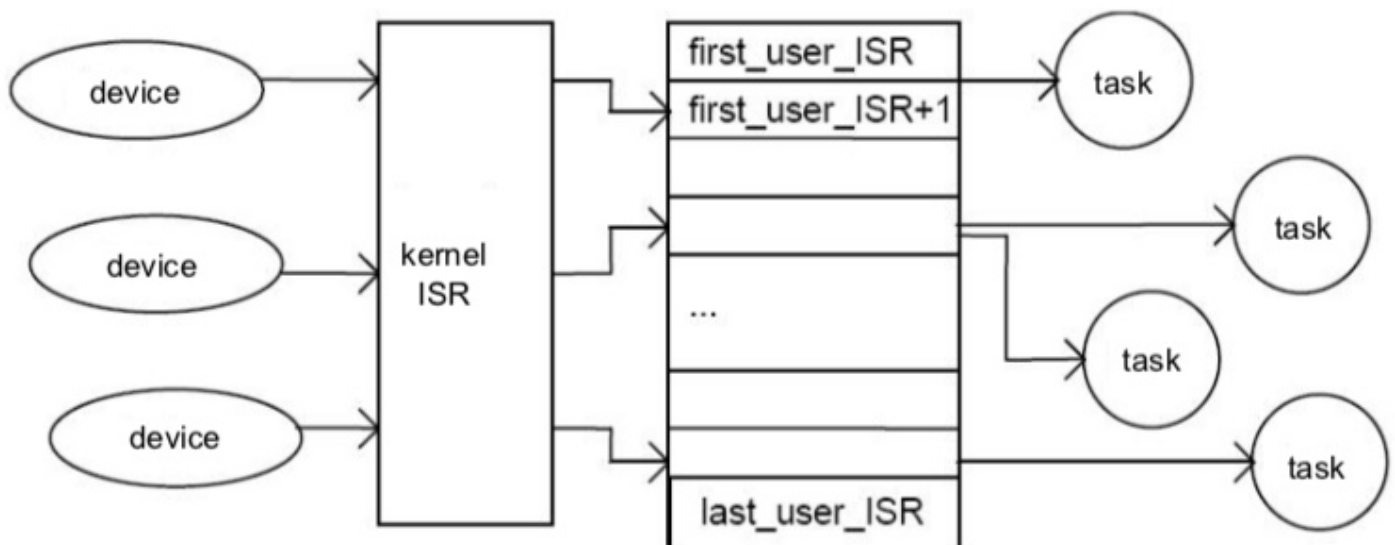 device
device
device
kernel
ISR
first_user_ISR
first_user_ISR+1
...
last_user_ISR
task
task
task
task